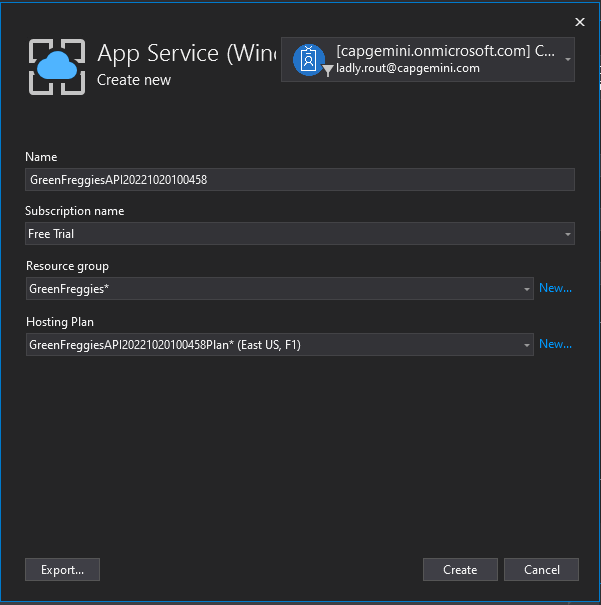 App Service (Win
Create new
[capgemini.onmicrosoft.com] C...
ladly.rout@capgemini.com
Name
GreenFreggiesAPI20221020100458
Subscription name
Free Trial
Resource group
GreenFreggies*
New...
Hosting Plan
GreenFreggiesAPI20221020100458Plan* (East US, F1)
New...
Export...
Create
Cancel